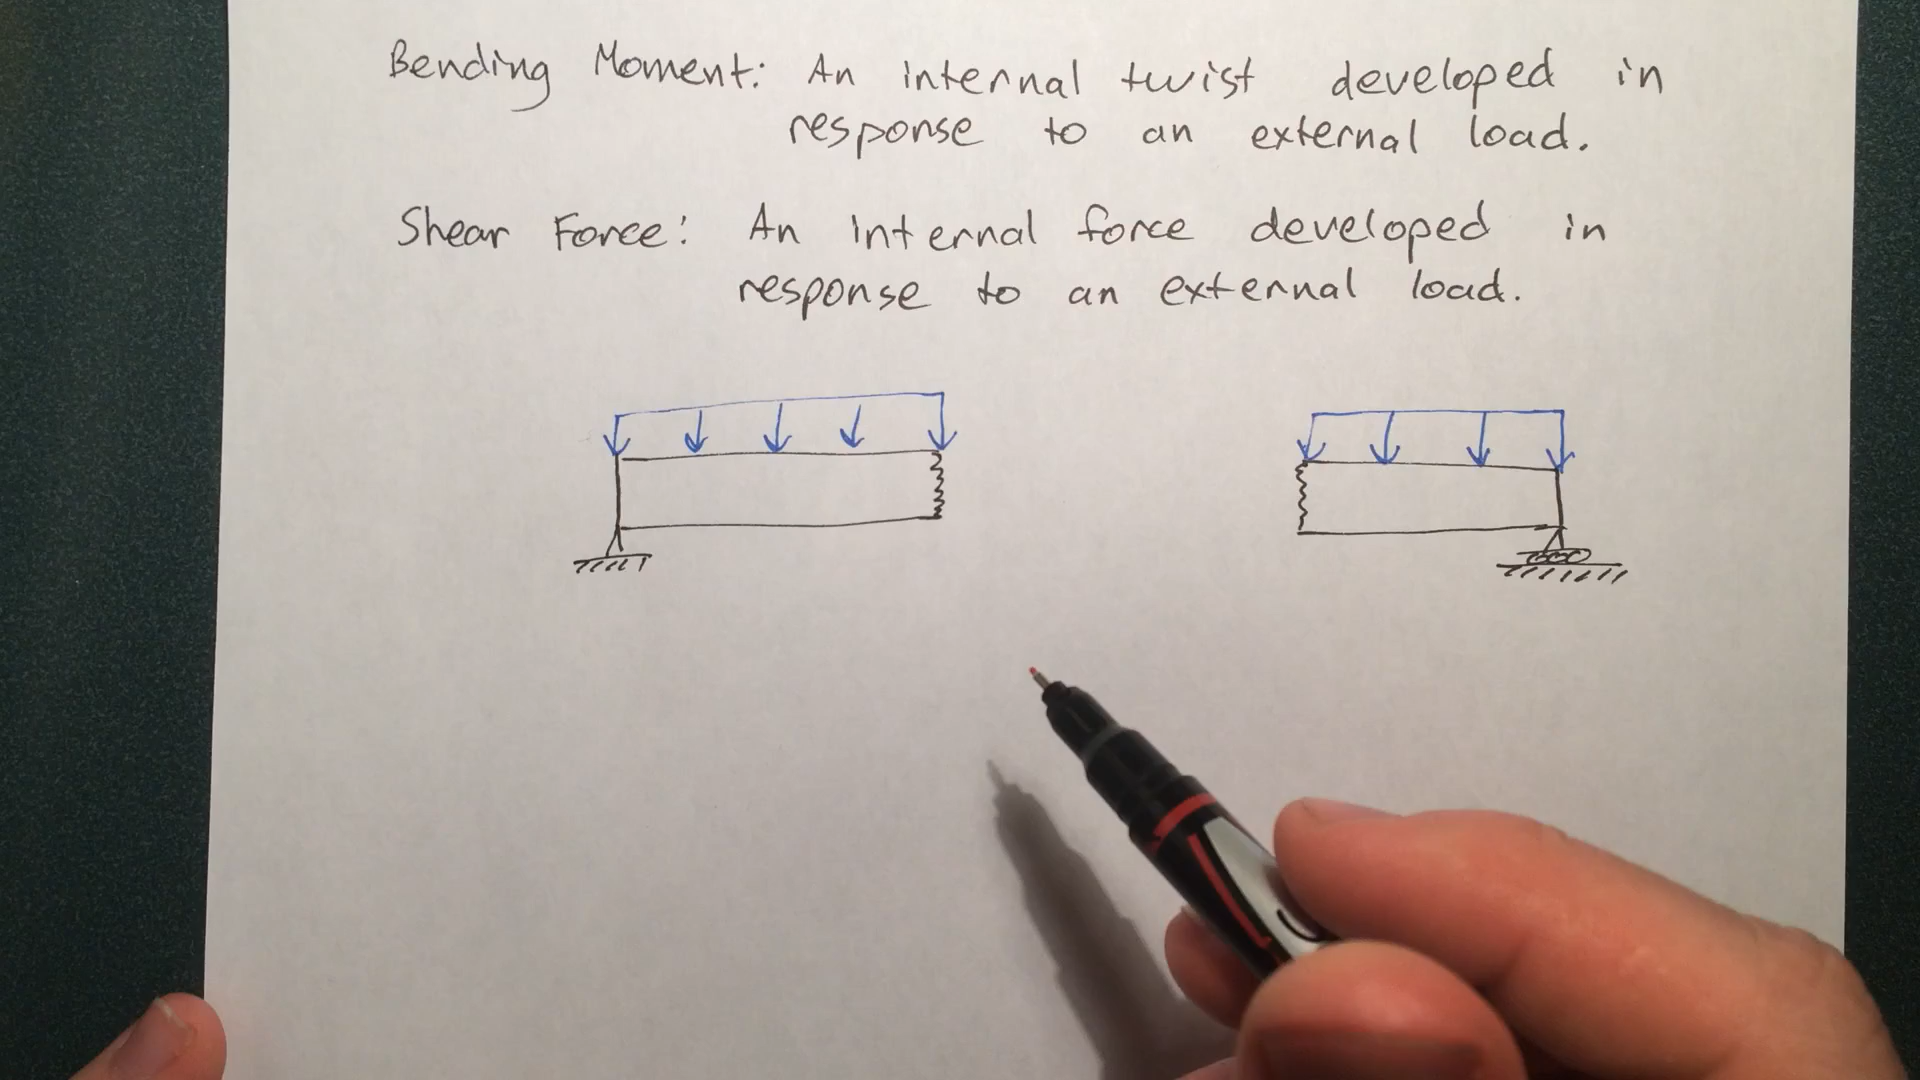 Bending Moment: An internal twist developed in
response to an external load.
Shear Force: An internal force developed in
response to an external load.